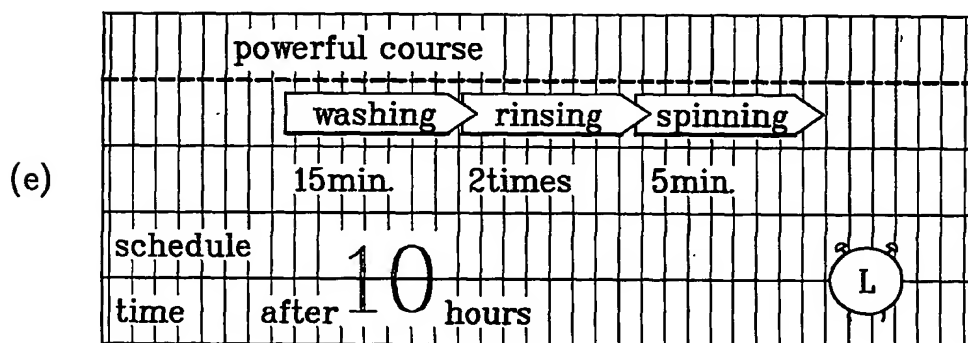 powerful course
washing rinsing spinning
(e)
15min. 2times 5min.
schedule
time after 10 hours
L